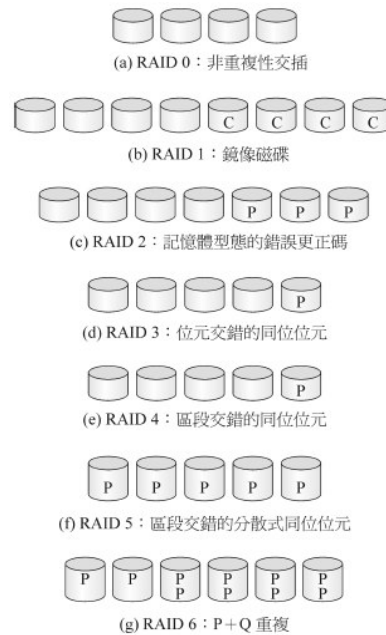 (a) RAID 0：非重複性交插
C C C C
(b) RAID 1：鏡像磁碟
P P P
(c) RAID 2：記憶體型態的錯誤更正碼
P
(d) RAID 3：位元交錯的同位位元
P
(e) RAID 4：區段交錯的同位位元
P P P P P
(f) RAID 5：區段交錯的分散式同位位元
P P P P P P
P P P P
(g) RAID 6：P+Q 重複